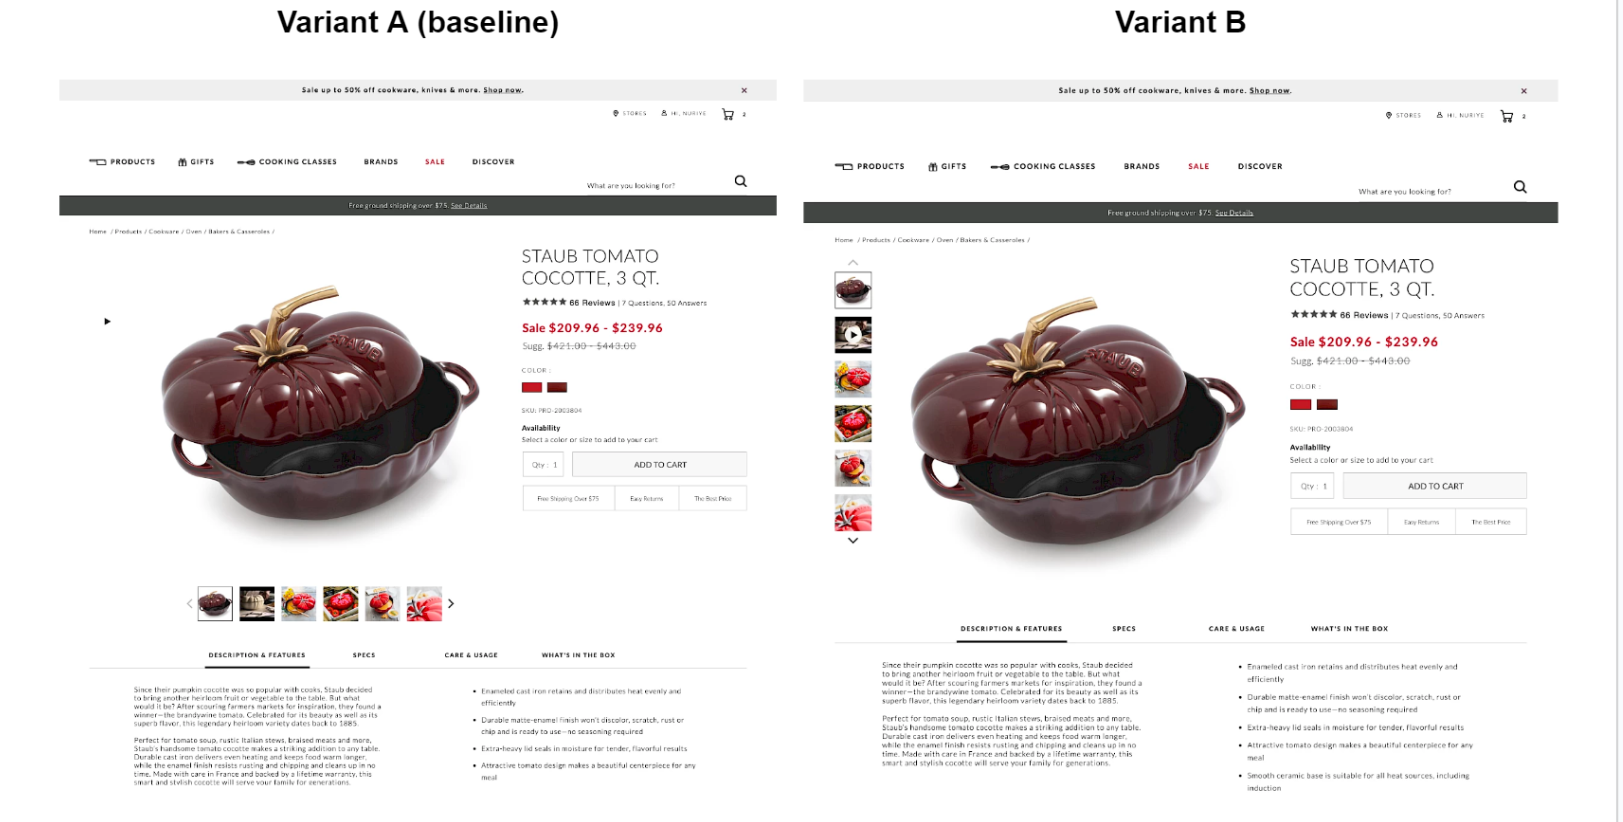 Variant A (baseline)
Sale up to 50% off cookware, knives & more. Shop now.
STORES HI, NURIYE 2
PRODUCTS GIFTS COOKING CLASSES BRANDS SALE DISCOVER
What are you looking for?
Free ground shipping over $75. See Details
Home / Products / Cookware / Oven / Bakers & Casseroles /
STAUB
STAUB TOMATO
COCOTTE, 3 QT.
66 Reviews | 7 Questions, 50 Answers
Sale $209.96 - $239.96
Sugg. $421.00 - $443.00
COLOR :
SKU: PRO-2003804
Availability
Select a color or size to add to your cart
Qty : 1 ADD TO CART
Free Shipping Over $75 Easy Returns The Best Price
DESCRIPTION & FEATURES SPECS CARE & USAGE WHAT'S IN THE BOX
Since their pumpkin cocotte was so popular with cooks, Staub decided
to bring another heirloom fruit or vegetable to the table. But what
would it be? After scouring farmers markets for inspiration, they found a
winner—the brandywine tomato. Celebrated for its beauty as well as its
superb flavor, this legendary heirloom variety dates back to 1885.
Perfect for tomato soup, rustic Italian stews, braised meats and more,
Staub's handsome tomato cocotte makes a striking addition to any table.
Durable cast iron delivers even heating and keeps food warm longer,
while the enamel finish resists rusting and chipping and cleans up in no
time. Made with care in France and backed by a lifetime warranty, this
smart and stylish cocotte will serve your family for generations.
• Enameled cast iron retains and distributes heat evenly and
efficiently
• Durable matte-enamel finish won't discolor, scratch, rust or
chip and is ready to use—no seasoning required
• Extra-heavy lid seals in moisture for tender, flavorful results
• Attractive tomato design makes a beautiful centerpiece for any
meal
Variant B
Sale up to 50% off cookware, knives & more. Shop now.
STORES HI, NURIYE 2
PRODUCTS GIFTS COOKING CLASSES BRANDS SALE DISCOVER
What are you looking for?
Free ground shipping over $75 See Details
Home / Products / Cookware / Oven / Bakers & Casseroles /
STAUB
STAUB TOMATO
COCOTTE, 3 QT.
66 Reviews | 7 Questions, 50 Answers
Sale $209.96 - $239.96
Sugg. $421.00 - $443.00
COLOR :
SKU: PRO-2003804
Availability
Select a color or size to add to your cart
Qty : 1 ADD TO CART
Free Shipping Over $75 Easy Returns The Best Price
DESCRIPTION & FEATURES SPECS CARE & USAGE WHAT'S IN THE BOX
Since their pumpkin cocotte was so popular with cooks, Staub decided
to bring another heirloom fruit or vegetable to the table. But what
would it be? After scouring farmers markets for inspiration, they found a
winner—the brandywine tomato. Celebrated for its beauty as well as its
superb flavor, this legendary heirloom variety dates back to 1885.
Perfect for tomato soup, rustic Italian stews, braised meats and more,
Staub's handsome tomato cocotte makes a striking addition to any table.
Durable cast iron delivers even heating and keeps food warm longer,
while the enamel finish resists rusting and chipping and cleans up in no
time. Made with care in France and backed by a lifetime warranty, this
smart and stylish cocotte will serve your family for generations.
• Enameled cast iron retains and distributes heat evenly and
efficiently
• Durable matte-enamel finish won't discolor, scratch, rust or
chip and is ready to use—no seasoning required
• Extra-heavy lid seals in moisture for tender, flavorful results
• Attractive tomato design makes a beautiful centerpiece for any
meal
• Smooth ceramic base is suitable for all heat sources, including
induction